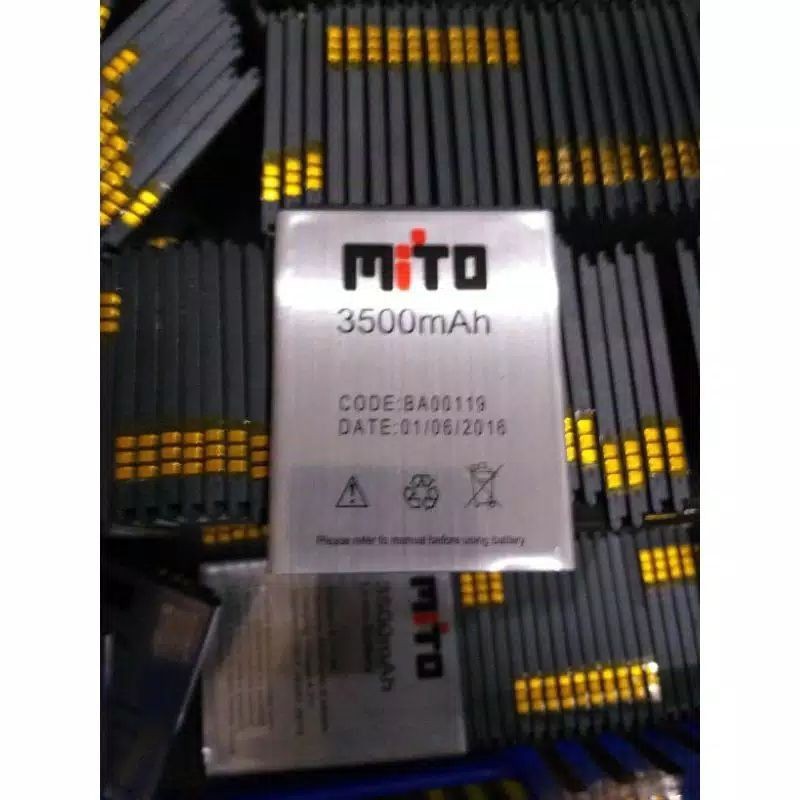 MiTO
3500mAh
CODE:BA00119
DATE:01/06/2016
Please refer to manual before using battery
MiTO
3500mAh